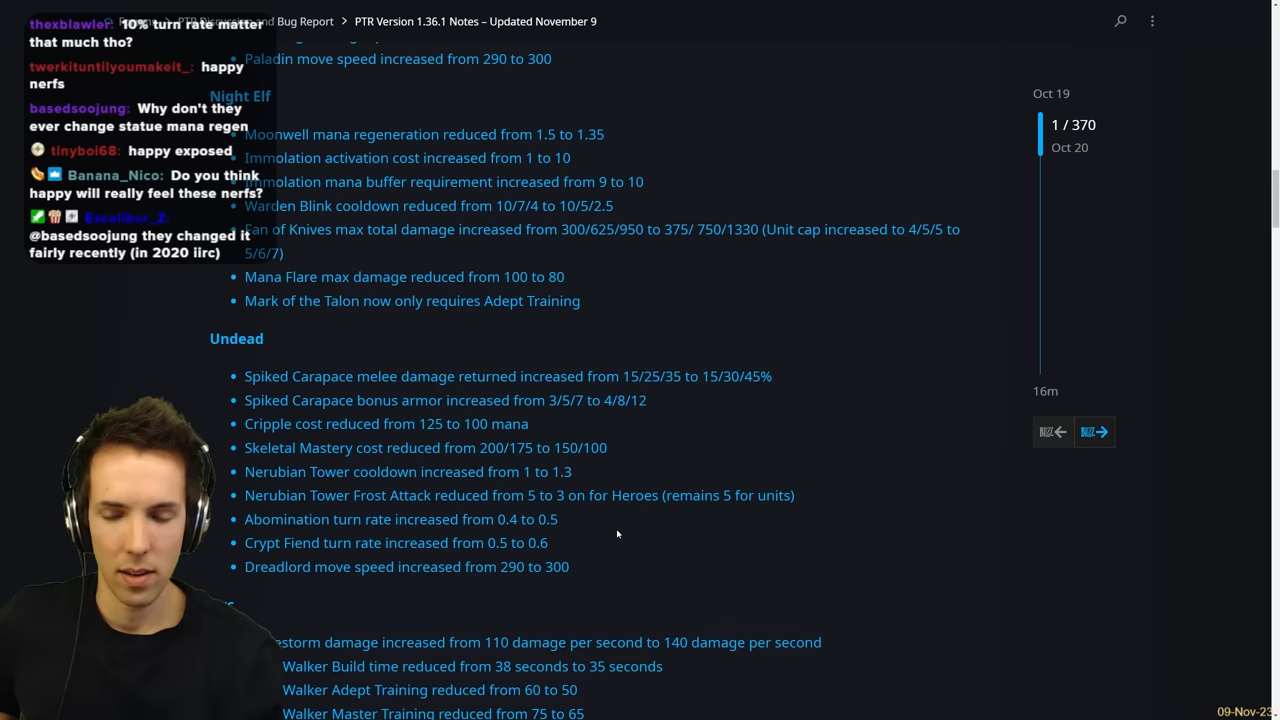 PTR Discussion and Bug Report > PTR Version 1.36.1 Notes – Updated November 9
thexblawler: 10% turn rate matter
that much tho?
twerkituntilyoumakeit_: happy
nerfs
basedsoojung: Why don't they
ever change statue mana regen
tinyboi68: happy exposed
Banana_Nico: Do you think
happy will really feel these nerfs?
Escalibur_Z:
@basedsoojung they changed it
fairly recently (in 2020 iirc)
Paladin move speed increased from 290 to 300
Night Elf
Moonwell mana regeneration reduced from 1.5 to 1.35
Immolation activation cost increased from 1 to 10
Immolation mana buffer requirement increased from 9 to 10
Warden Blink cooldown reduced from 10/7/4 to 10/5/2.5
Fan of Knives max total damage increased from 300/625/950 to 375/ 750/1330 (Unit cap increased to 4/5/5 to
5/6/7)
Mana Flare max damage reduced from 100 to 80
Mark of the Talon now only requires Adept Training
Undead
Spiked Carapace melee damage returned increased from 15/25/35 to 15/30/45%
Spiked Carapace bonus armor increased from 3/5/7 to 4/8/12
Cripple cost reduced from 125 to 100 mana
Skeletal Mastery cost reduced from 200/175 to 150/100
Nerubian Tower cooldown increased from 1 to 1.3
Nerubian Tower Frost Attack reduced from 5 to 3 on for Heroes (remains 5 for units)
Abomination turn rate increased from 0.4 to 0.5
Crypt Fiend turn rate increased from 0.5 to 0.6
Dreadlord move speed increased from 290 to 300
estorm damage increased from 110 damage per second to 140 damage per second
Walker Build time reduced from 38 seconds to 35 seconds
Walker Adept Training reduced from 60 to 50
Walker Master Training reduced from 75 to 65
Oct 19
1 / 370
Oct 20
16m
BLIZZ
BLIZZ
09-Nov-23